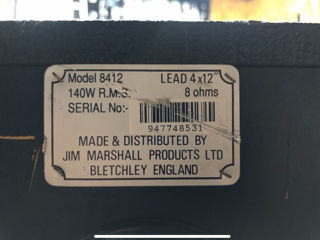 Model 8412 LEAD 4x12"
140W R.M.S. 8 ohms
SERIAL No:-
947748531
MADE & DISTRIBUTED BY
JIM MARSHALL PRODUCTS LTD
BLETCHLEY ENGLAND